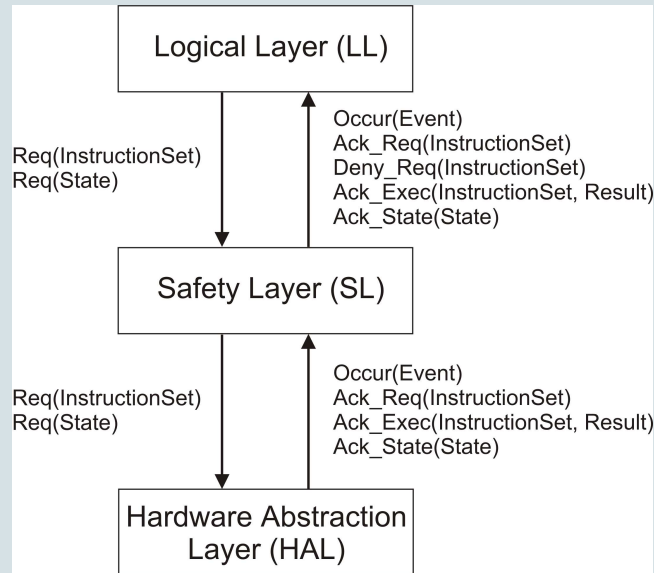 Logical Layer (LL)
Req(InstructionSet)
Req(State)
Occur(Event)
Ack_Req(InstructionSet)
Deny_Req(InstructionSet)
Ack_Exec(InstructionSet, Result)
Ack_State(State)
Safety Layer (SL)
Req(InstructionSet)
Req(State)
Occur(Event)
Ack_Req(InstructionSet)
Ack_Exec(InstructionSet, Result)
Ack_State(State)
Hardware Abstraction
Layer (HAL)